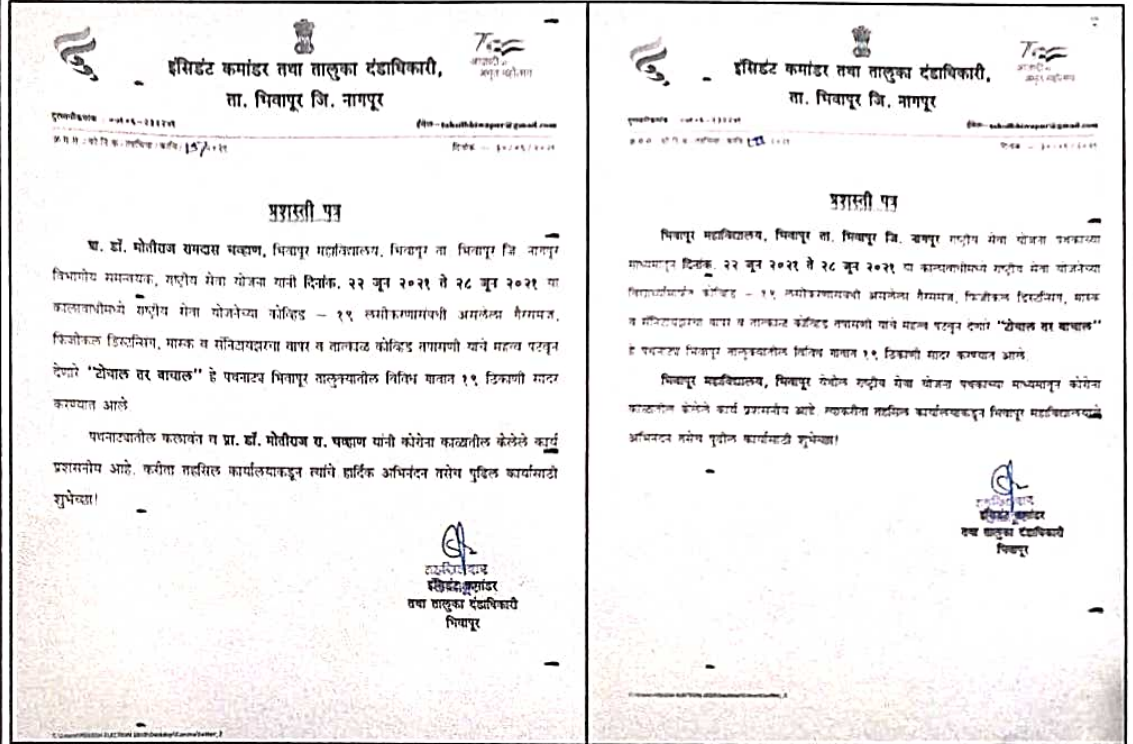 इंसिडंट कमांडर तथा तालुका दंडाधिकारी,
ता. भिवापूर जि. नागपूर
दिनांक –
प्रशस्ती पत्र
प्रा. डॉ. मोतीराज रामदास चव्हाण, भिवापूर महाविद्यालय, भिवापूर ता भिवापूर जि नागपूर
विभागीय समन्वयक, राष्ट्रीय सेवा योजना यांनी दिनांक. २२ जून २०२१ ते २८ जून २०२१ या
कालावधीमध्ये राष्ट्रीय सेवा योजनेच्या कोव्हिड – १९ लसीकरणासंबंधी असलेला गैरसमज,
फिजीकल डिस्टन्सिंग, मास्क व सॅनिटायझरचा वापर व तात्काळ कोव्हिड तपासणी याचे महत्व पटवून
देणारे "टोचाल तर वाचाल" हे पथनाट्य भिवापूर तालुक्यातील विविध गावात १९ ठिकाणी सादर
करण्यात आले
पथनाट्यातील कलावंत व प्रा. डॉ. मोतीराज रा. चव्हाण यांनी कोरोना काळातील केलेले कार्य
प्रशंसनीय आहे. करीता तहसिल कार्यालयाकडून त्यांचे हार्दिक अभिनंदन तसेच पुढिल कार्यासाठी
शुभेच्छा!
इंसिडंट कमांडर
तथा तालुका दंडाधिकारी
भिवापूर
इंसिडंट कमांडर तथा तालुका दंडाधिकारी,
ता. भिवापूर जि. नागपूर
प्रशस्ती पत्र
भिवापूर महाविद्यालय, भिवापूर ता. भिवापूर जि. नागपूर राष्ट्रीय सेवा योजना पथकाच्या
माध्यमातून दिनांक. २२ जून २०२१ ते २८ जून २०२१ या कालावधीमध्ये राष्ट्रीय सेवा योजनेच्या
कोव्हिड – १९ लसीकरणासंबंधी असलेला गैरसमज, फिजीकल डिस्टन्सिंग, मास्क
व सॅनिटायझरचा वापर व तात्काळ कोव्हिड तपासणी याचे महत्व पटवून देणारे "टोचाल तर वाचाल"
हे पथनाट्य भिवापूर तालुक्यातील विविध गावात १९ ठिकाणी सादर करण्यात आले.
भिवापूर महाविद्यालय, भिवापूर येथील राष्ट्रीय सेवा योजना पथकाच्या माध्यमातून कोरोना
काळातील केलेले कार्य प्रशंसनीय आहे. त्याकरीता तहसिल कार्यालयाकडून भिवापूर महाविद्यालयाचे
अभिनंदन तसेच पुढील कार्यासाठी शुभेच्छा!
इंसिडंट कमांडर
तथा तालुका दंडाधिकारी
भिवापूर